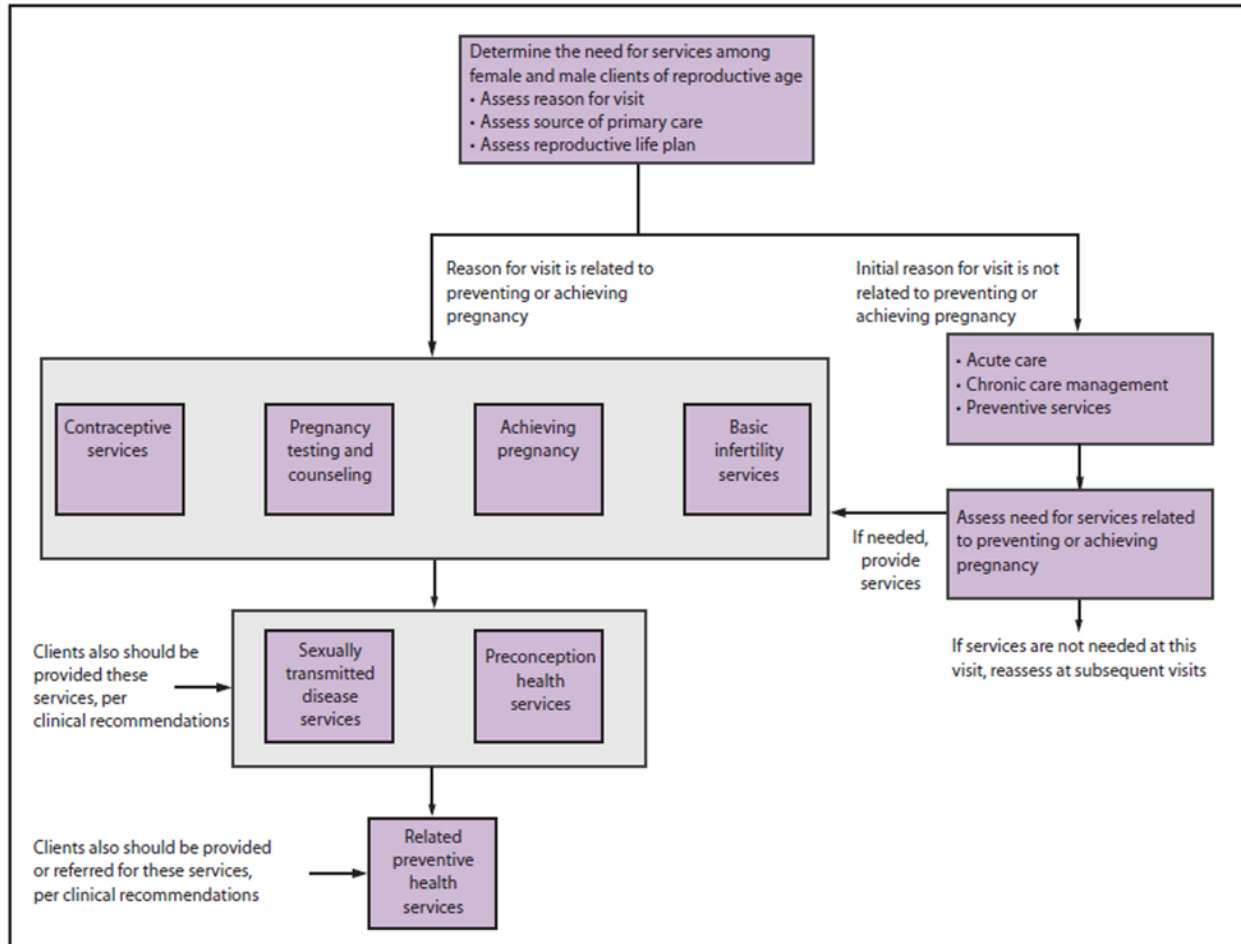 Determine the need for services among
female and male clients of reproductive age
• Assess reason for visit
• Assess source of primary care
• Assess reproductive life plan
Reason for visit is related to
preventing or achieving
pregnancy
Initial reason for visit is not
related to preventing or
achieving pregnancy
• Acute care
• Chronic care management
• Preventive services
Contraceptive
services
Pregnancy
testing and
counseling
Achieving
pregnancy
Basic
infertility
services
If needed,
provide
services
Assess need for services related
to preventing or achieving
pregnancy
If services are not needed at this
visit, reassess at subsequent visits
Clients also should be
provided these
services, per
clinical recommendations
Sexually
transmitted
disease
services
Preconception
health
services
Clients also should be provided
or referred for these services,
per clinical recommendations
Related
preventive
health
services